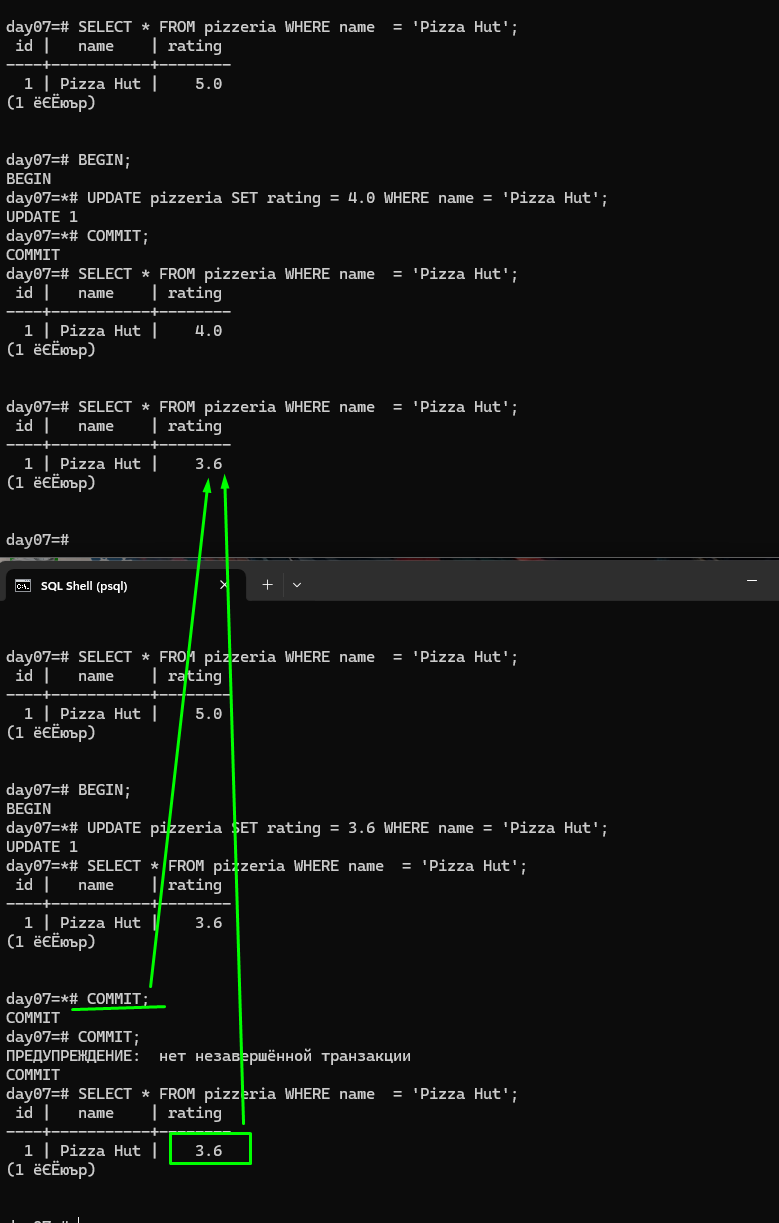 day07=# SELECT * FROM pizzeria WHERE name  = 'Pizza Hut';
 id |   name    | rating
----+-----------+--------
  1 | Pizza Hut |    5.0
(1 ёЄЁюър)
day07=# BEGIN;
BEGIN
day07=*# UPDATE pizzeria SET rating = 4.0 WHERE name = 'Pizza Hut';
UPDATE 1
day07=*# COMMIT;
COMMIT
day07=# SELECT * FROM pizzeria WHERE name  = 'Pizza Hut';
 id |   name    | rating
----+-----------+--------
  1 | Pizza Hut |    4.0
(1 ёЄЁюър)
day07=# SELECT * FROM pizzeria WHERE name  = 'Pizza Hut';
 id |   name    | rating
----+-----------+--------
  1 | Pizza Hut |    3.6
(1 ёЄЁюър)
day07=#
SQL Shell (psql)
day07=# SELECT * FROM pizzeria WHERE name  = 'Pizza Hut';
 id |   name    | rating
----+-----------+--------
  1 | Pizza Hut |    5.0
(1 ёЄЁюър)
day07=# BEGIN;
BEGIN
day07=*# UPDATE pizzeria SET rating = 3.6 WHERE name = 'Pizza Hut';
UPDATE 1
day07=*# SELECT * FROM pizzeria WHERE name  = 'Pizza Hut';
 id |   name    | rating
----+-----------+--------
  1 | Pizza Hut |    3.6
(1 ёЄЁюър)
day07=*# COMMIT;
COMMIT
day07=# COMMIT;
ПРЕДУПРЕЖДЕНИЕ:  нет незавершённой транзакции
COMMIT
day07=# SELECT * FROM pizzeria WHERE name  = 'Pizza Hut';
 id |   name    | rating
----+-----------+--------
  1 | Pizza Hut |    3.6
(1 ёЄЁюър)